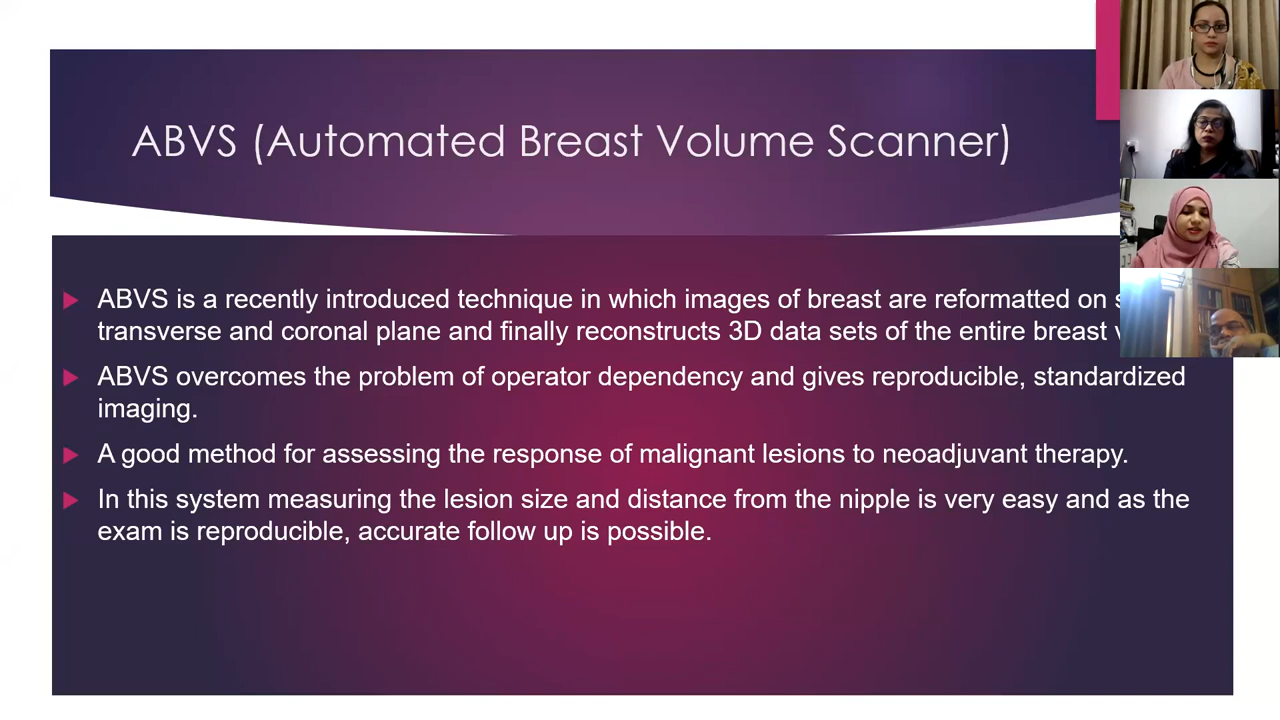 ABVS (Automated Breast Volume Scanner)
ABVS is a recently introduced technique in which images of breast are reformatted on
transverse and coronal plane and finally reconstructs 3D data sets of the entire breast
ABVS overcomes the problem of operator dependency and gives reproducible, standardized
imaging.
A good method for assessing the response of malignant lesions to neoadjuvant therapy.
In this system measuring the lesion size and distance from the nipple is very easy and as the
exam is reproducible, accurate follow up is possible.